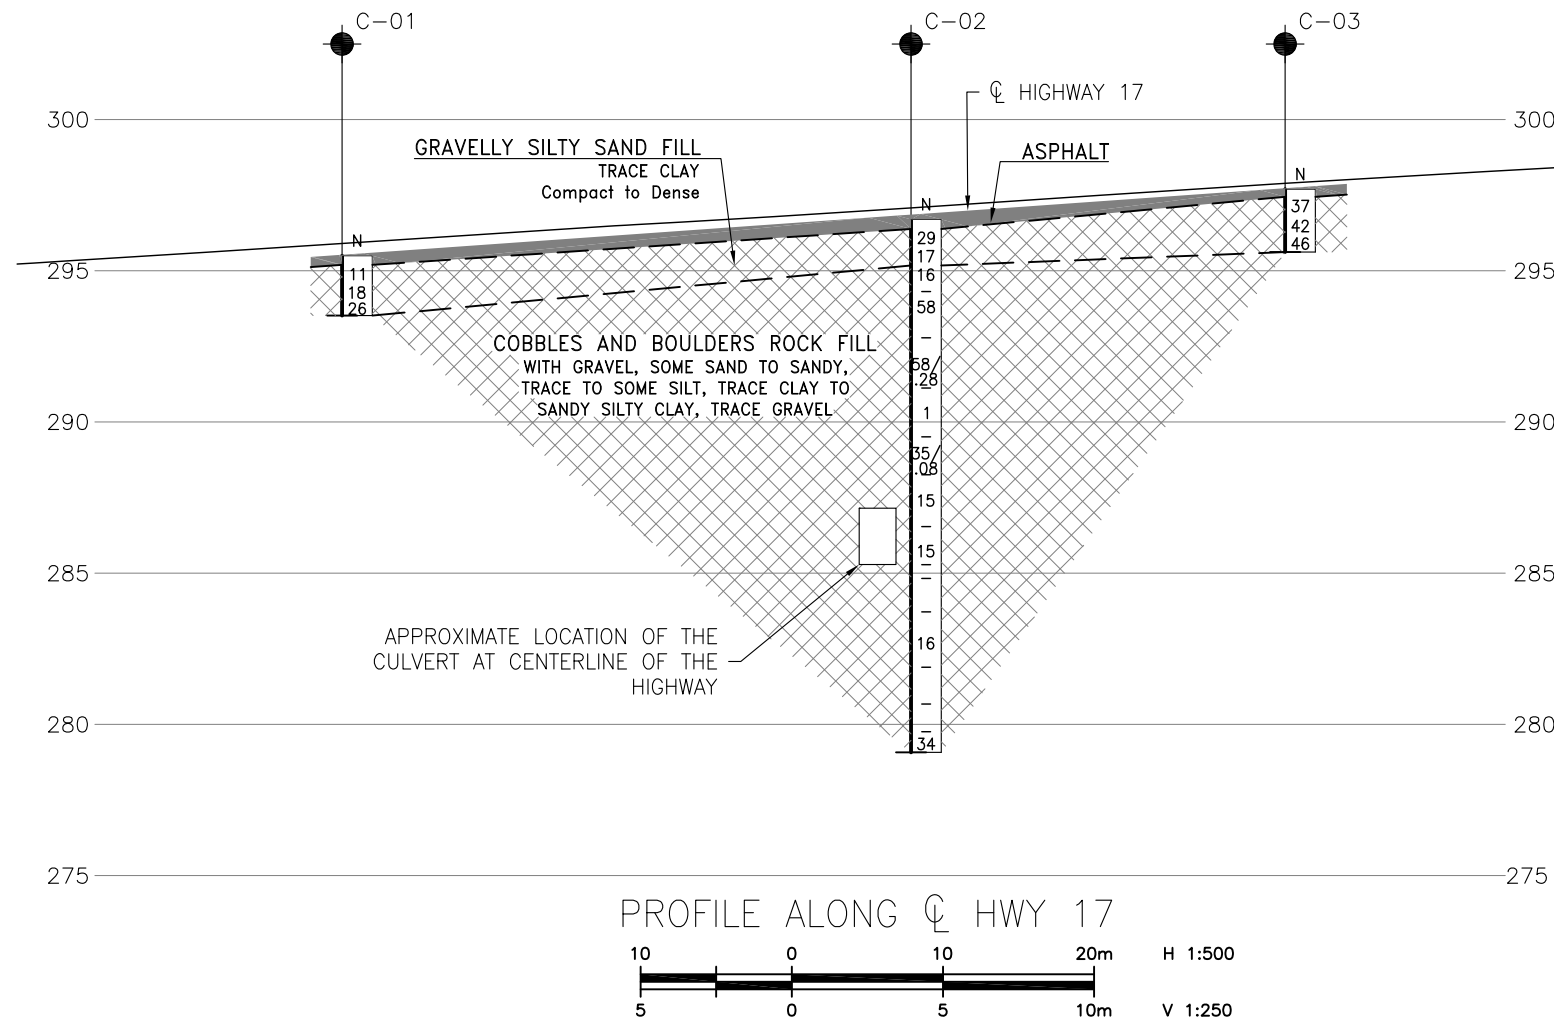 C-01
C-02
C-03
℄ HIGHWAY 17
300
300
GRAVELLY SILTY SAND FILL
TRACE CLAY
Compact to Dense
ASPHALT
N
N
N
37
42
46
29
17
16
58
295
295
11
18
26
COBBLES AND BOULDERS ROCK FILL
WITH GRAVEL, SOME SAND TO SANDY,
TRACE TO SOME SILT, TRACE CLAY TO
SANDY SILTY CLAY, TRACE GRAVEL
58/
.28
1
290
290
35/
.08
15
15
285
285
APPROXIMATE LOCATION OF THE
CULVERT AT CENTERLINE OF THE
HIGHWAY
16
280
280
34
275
275
PROFILE ALONG ℄ HWY 17
10 0 10 20m H 1:500
5 0 5 10m V 1:250